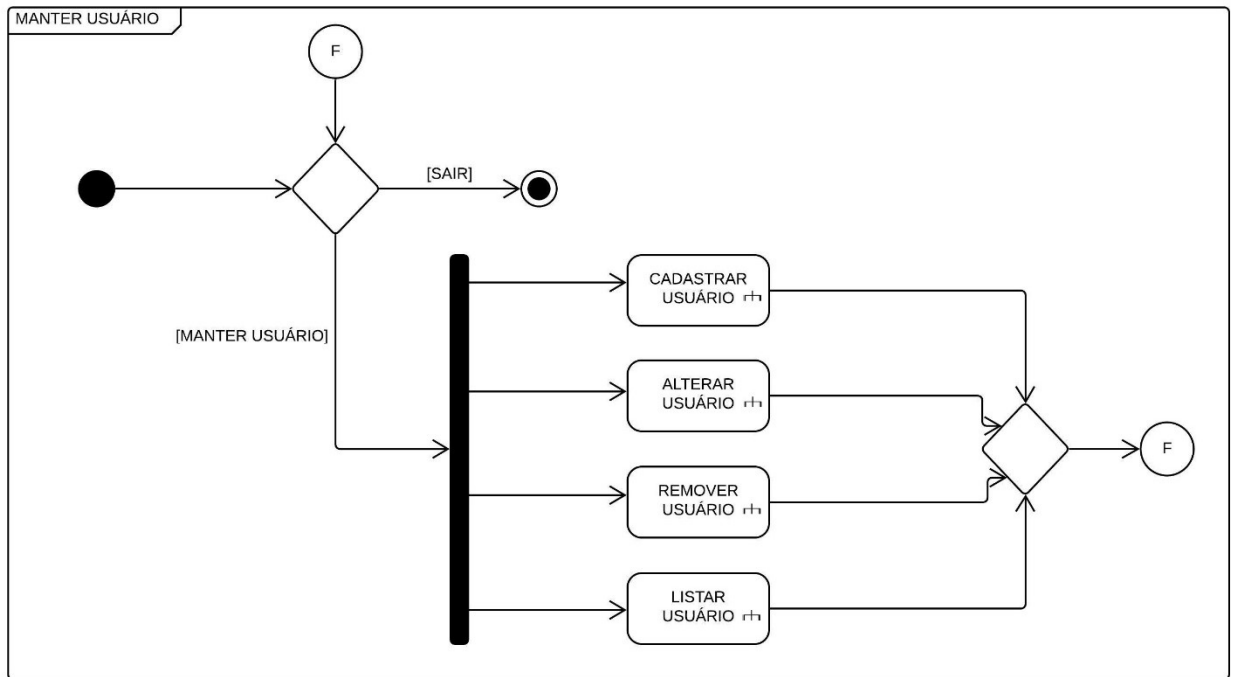 MANTER USUÁRIO
F
[SAIR]
[MANTER USUÁRIO]
CADASTRAR
USUÁRIO
ALTERAR
USUÁRIO
REMOVER
USUÁRIO
LISTAR
USUÁRIO
F